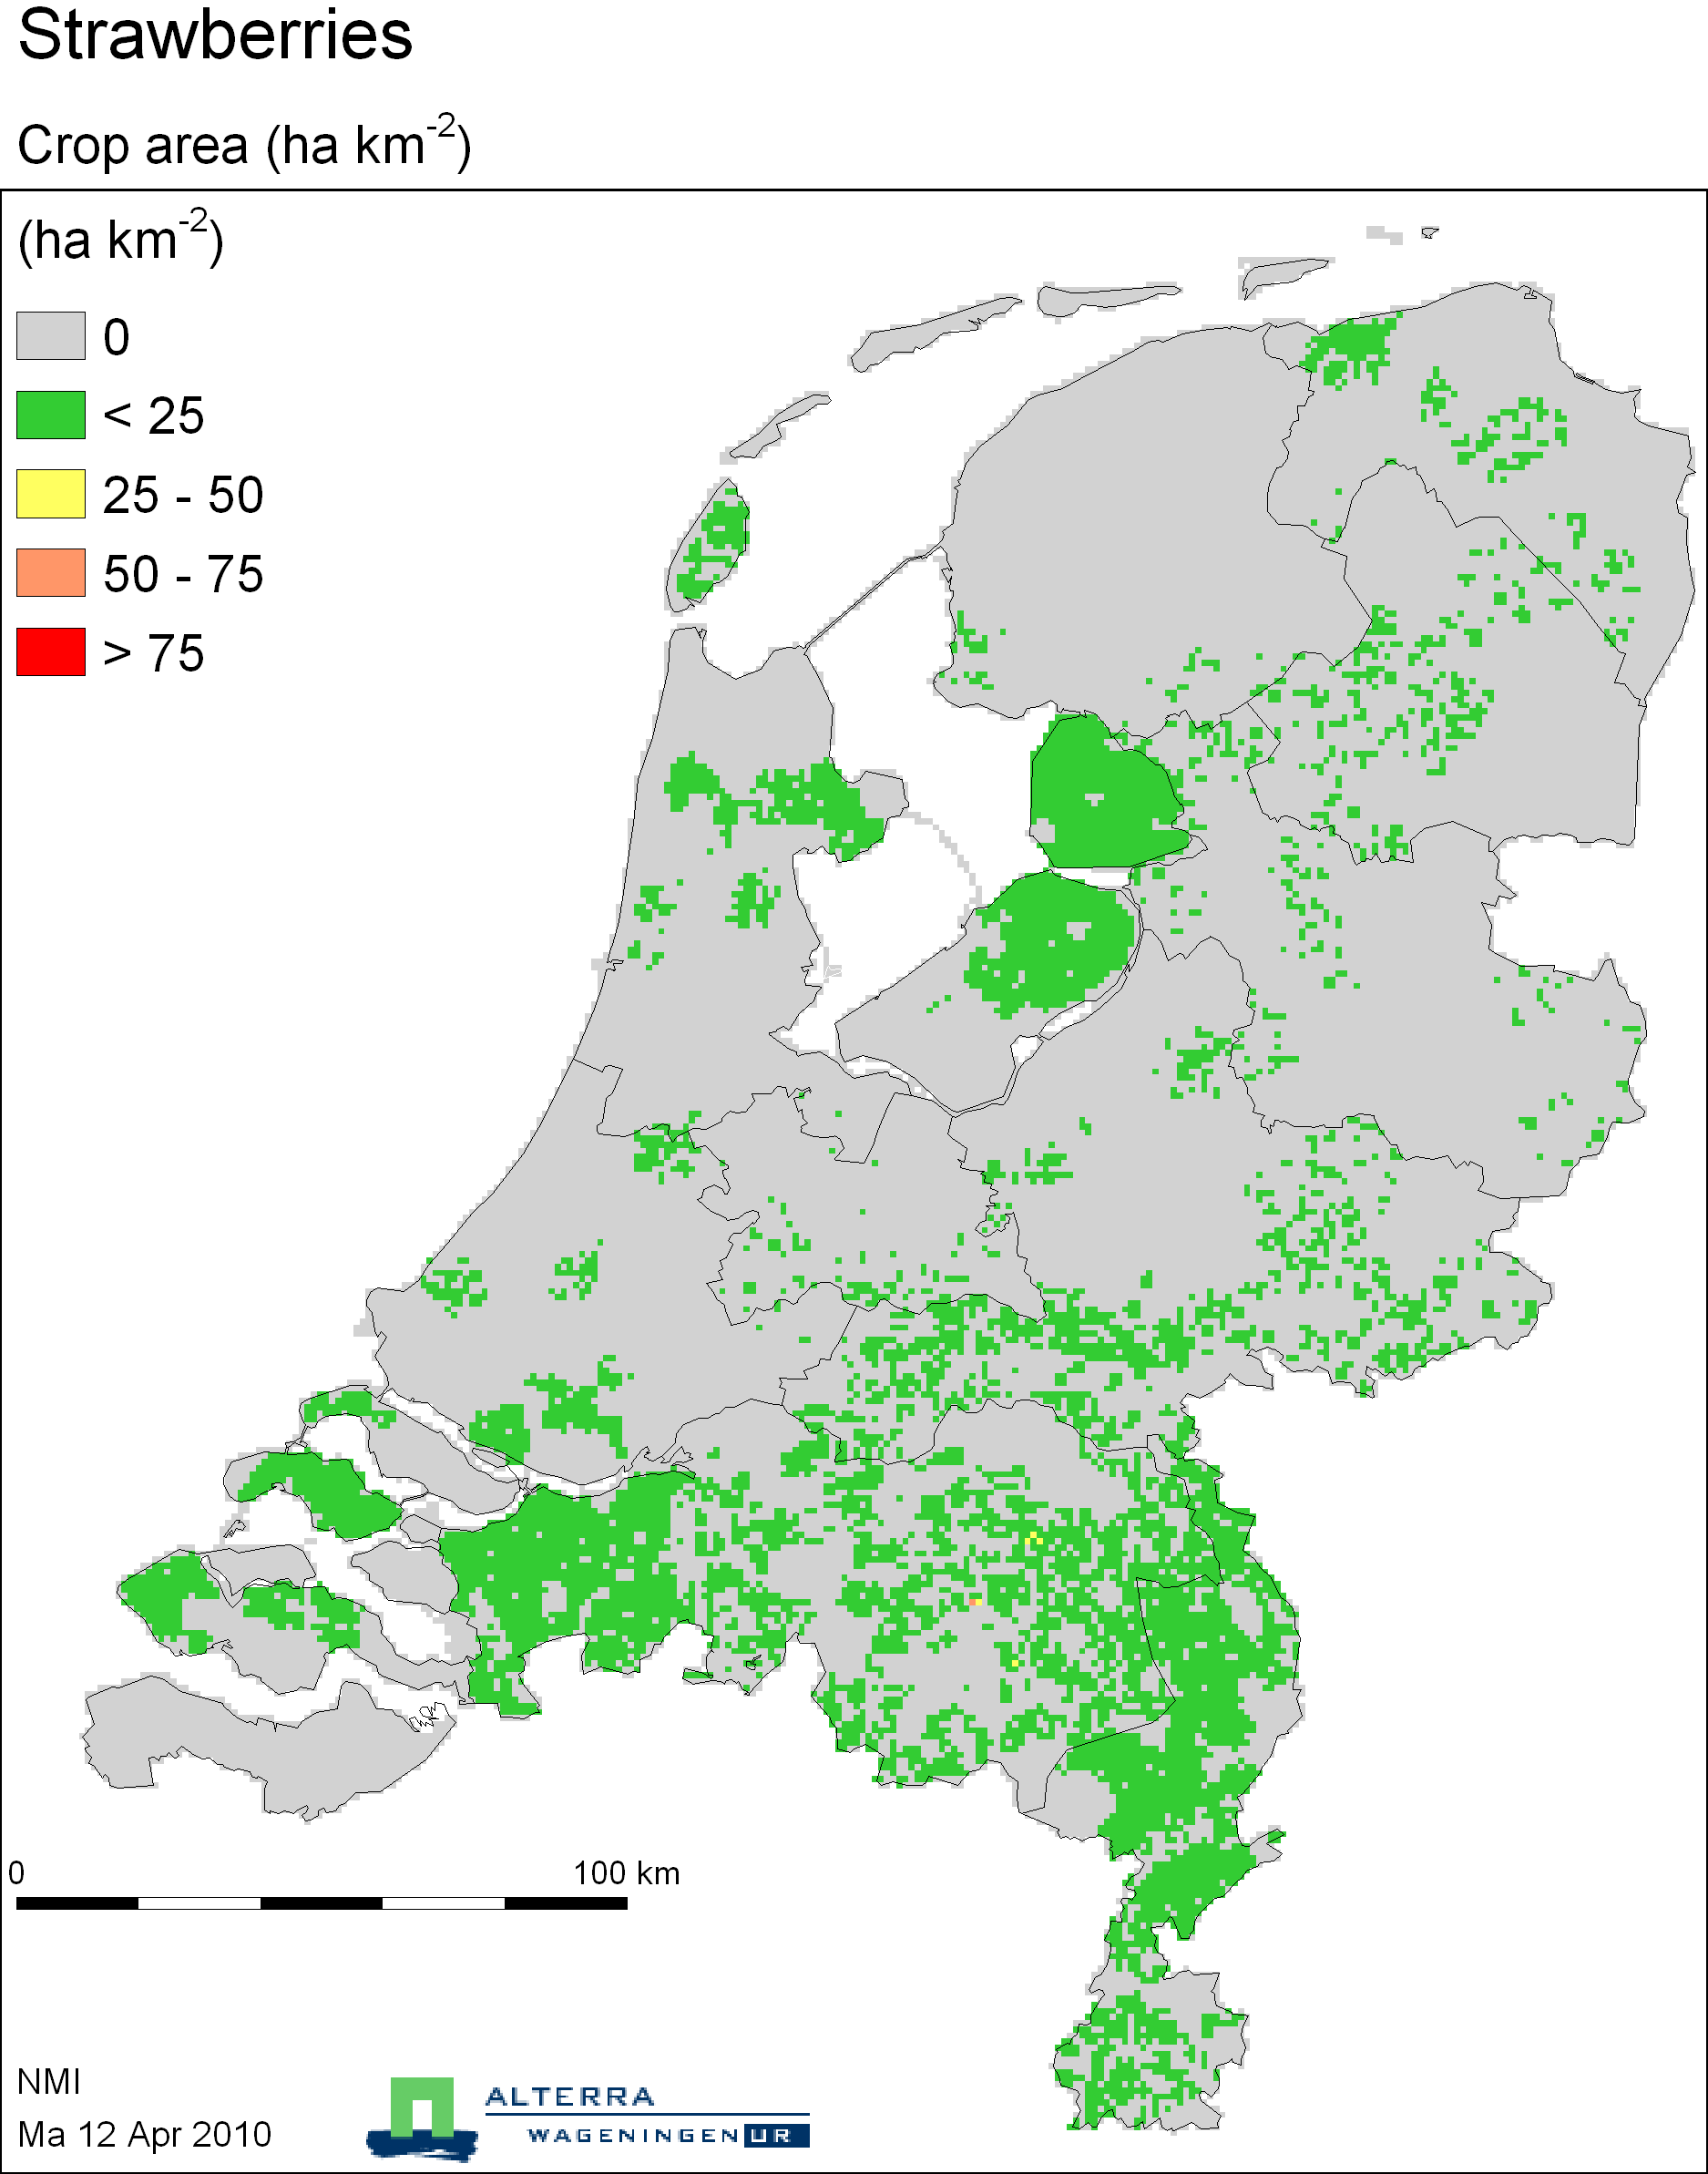 Strawberries
Crop area (ha km-2)
(ha km-2)
0
< 25
25 - 50
50 - 75
> 75
0 100 km
NMI
Ma 12 Apr 2010
ALTERRA
WAGENINGEN UR